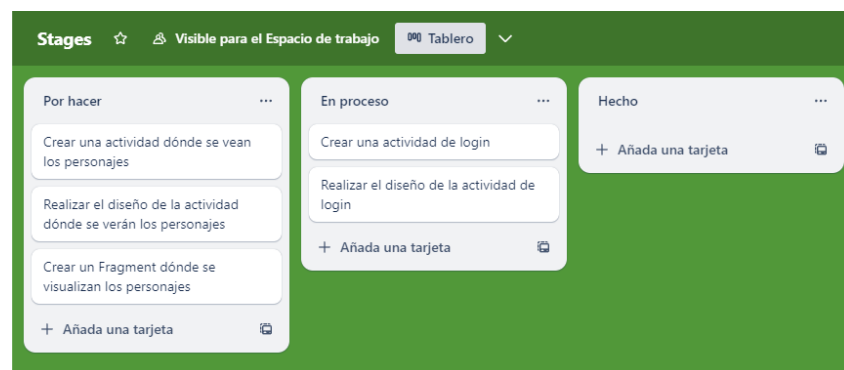 Stages
Visible para el Espacio de trabajo
Tablero
Por hacer
Crear una actividad dónde se vean
los personajes
Realizar el diseño de la actividad
dónde se verán los personajes
Crear un Fragment dónde se
visualizan los personajes
+ Añada una tarjeta
En proceso
Crear una actividad de login
Realizar el diseño de la actividad de
login
+ Añada una tarjeta
Hecho
+ Añada una tarjeta